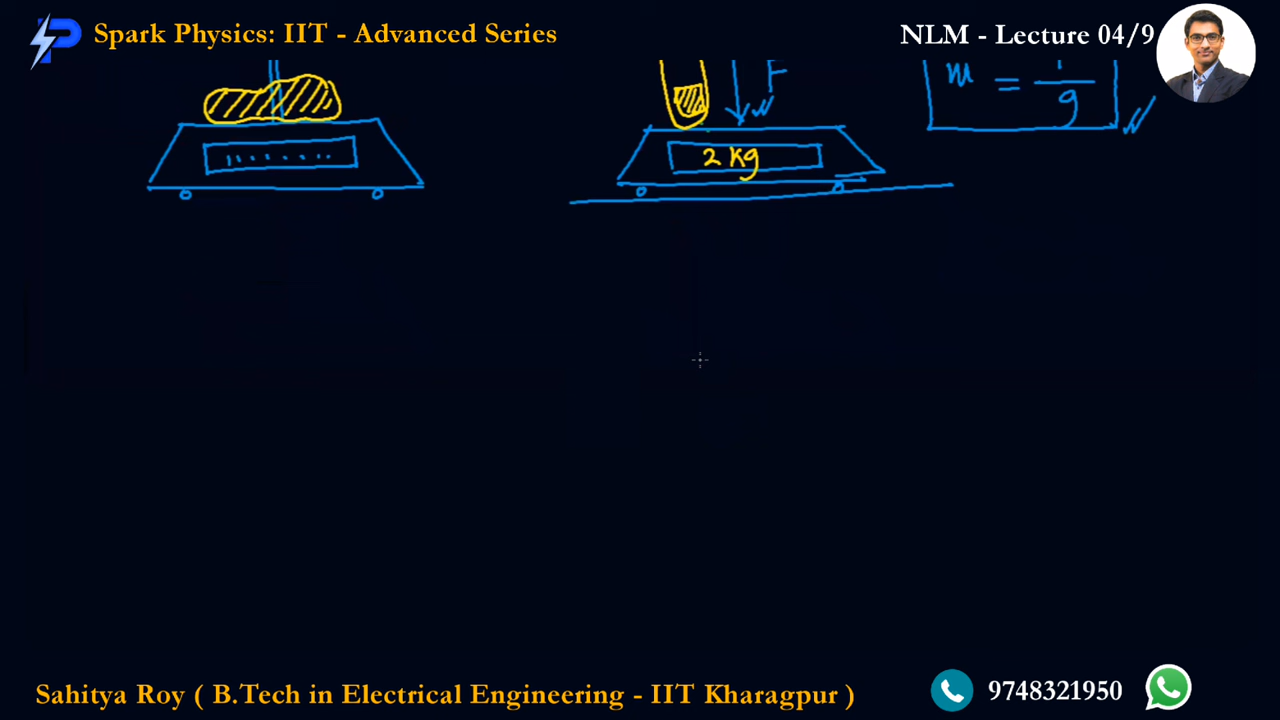 Spark Physics: IIT - Advanced Series
NLM - Lecture 04/9
F
m = / g
2 kg
Sahitya Roy ( B.Tech in Electrical Engineering - IIT Kharagpur )
9748321950